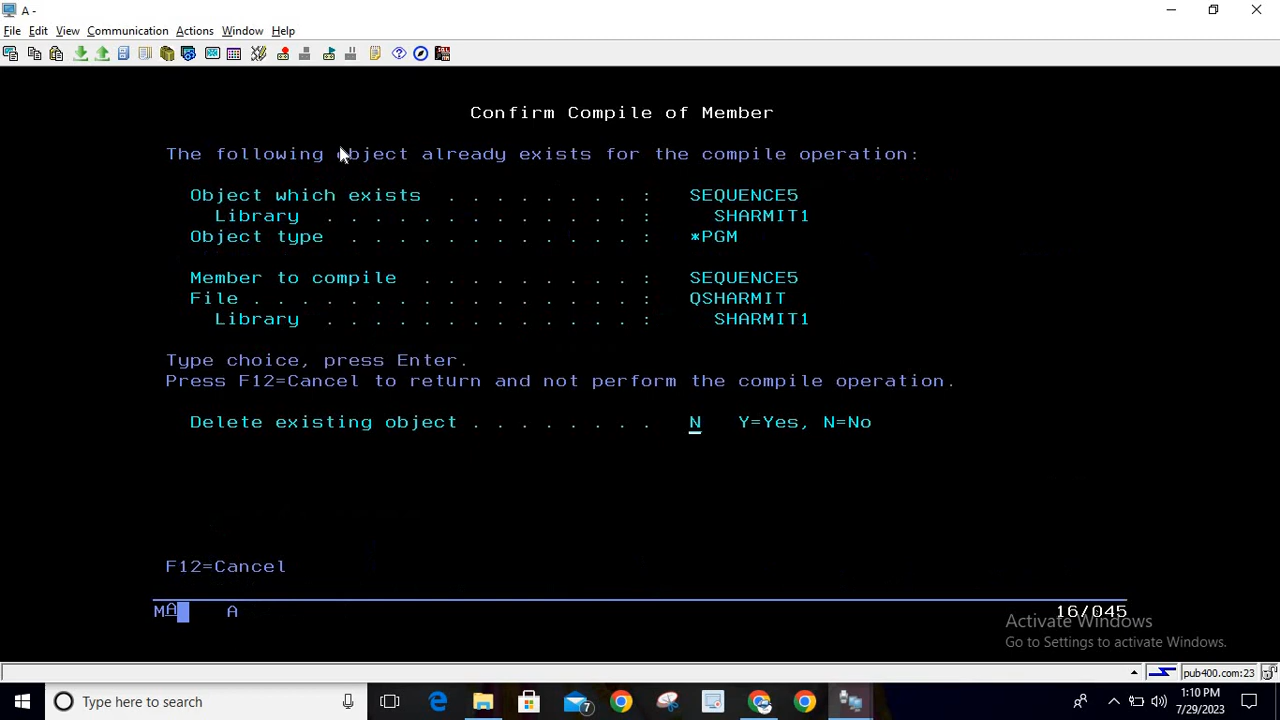 A -
File Edit View Communication Actions Window Help
Confirm Compile of Member
The following object already exists for the compile operation:
Object which exists . . . . . . . . : SEQUENCE5
Library . . . . . . . . . . . . . : SHARMIT1
Object type . . . . . . . . . . . . : *PGM
Member to compile . . . . . . . . . : SEQUENCE5
File . . . . . . . . . . . . . . . . : QSHARMIT
Library . . . . . . . . . . . . . : SHARMIT1
Type choice, press Enter.
Press F12=Cancel to return and not perform the compile operation.
Delete existing object . . . . . . . . N Y=Yes, N=No
F12=Cancel
MA A 16/045
Activate Windows
Go to Settings to activate Windows.
pub400.com:23
Type here to search
7
1:10 PM
7/29/2023